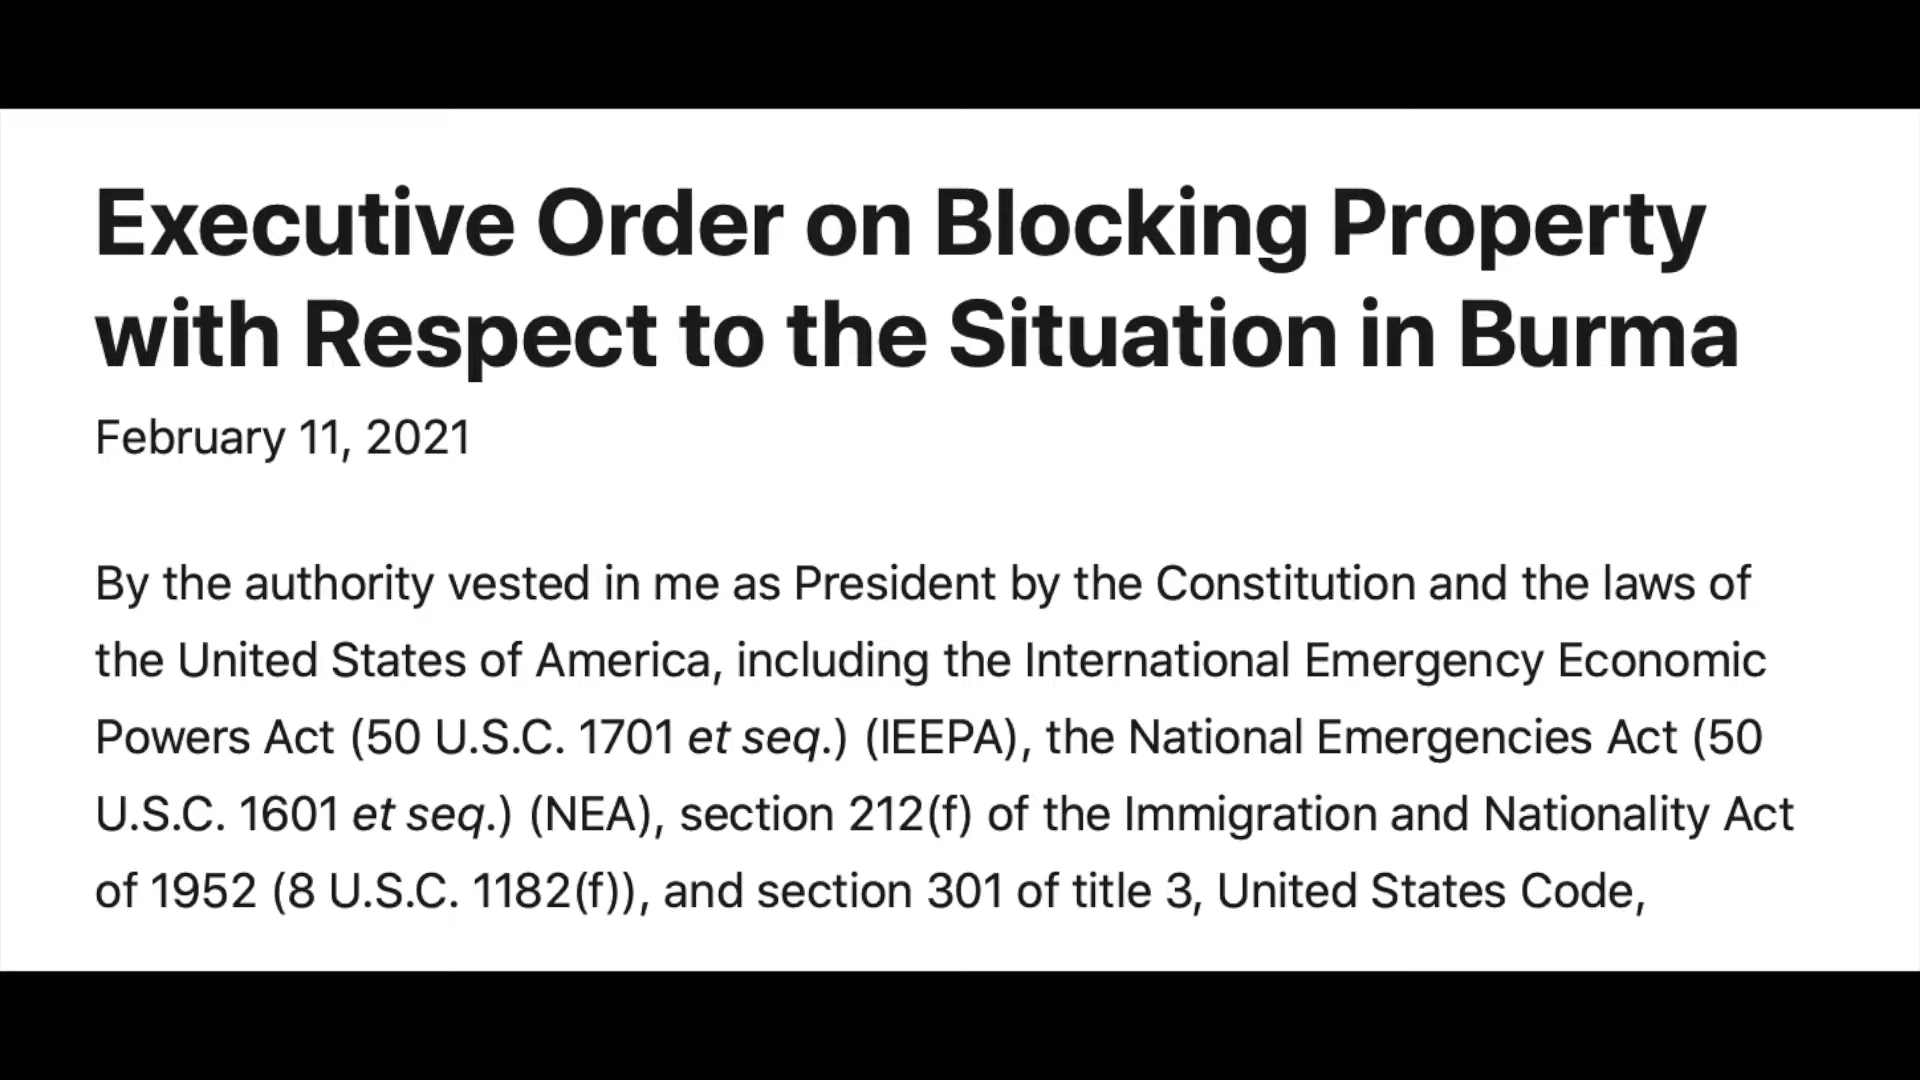 Executive Order on Blocking Property
with Respect to the Situation in Burma
February 11, 2021
By the authority vested in me as President by the Constitution and the laws of
the United States of America, including the International Emergency Economic
Powers Act (50 U.S.C. 1701 et seq.) (IEEPA), the National Emergencies Act (50
U.S.C. 1601 et seq.) (NEA), section 212(f) of the Immigration and Nationality Act
of 1952 (8 U.S.C. 1182(f)), and section 301 of title 3, United States Code,